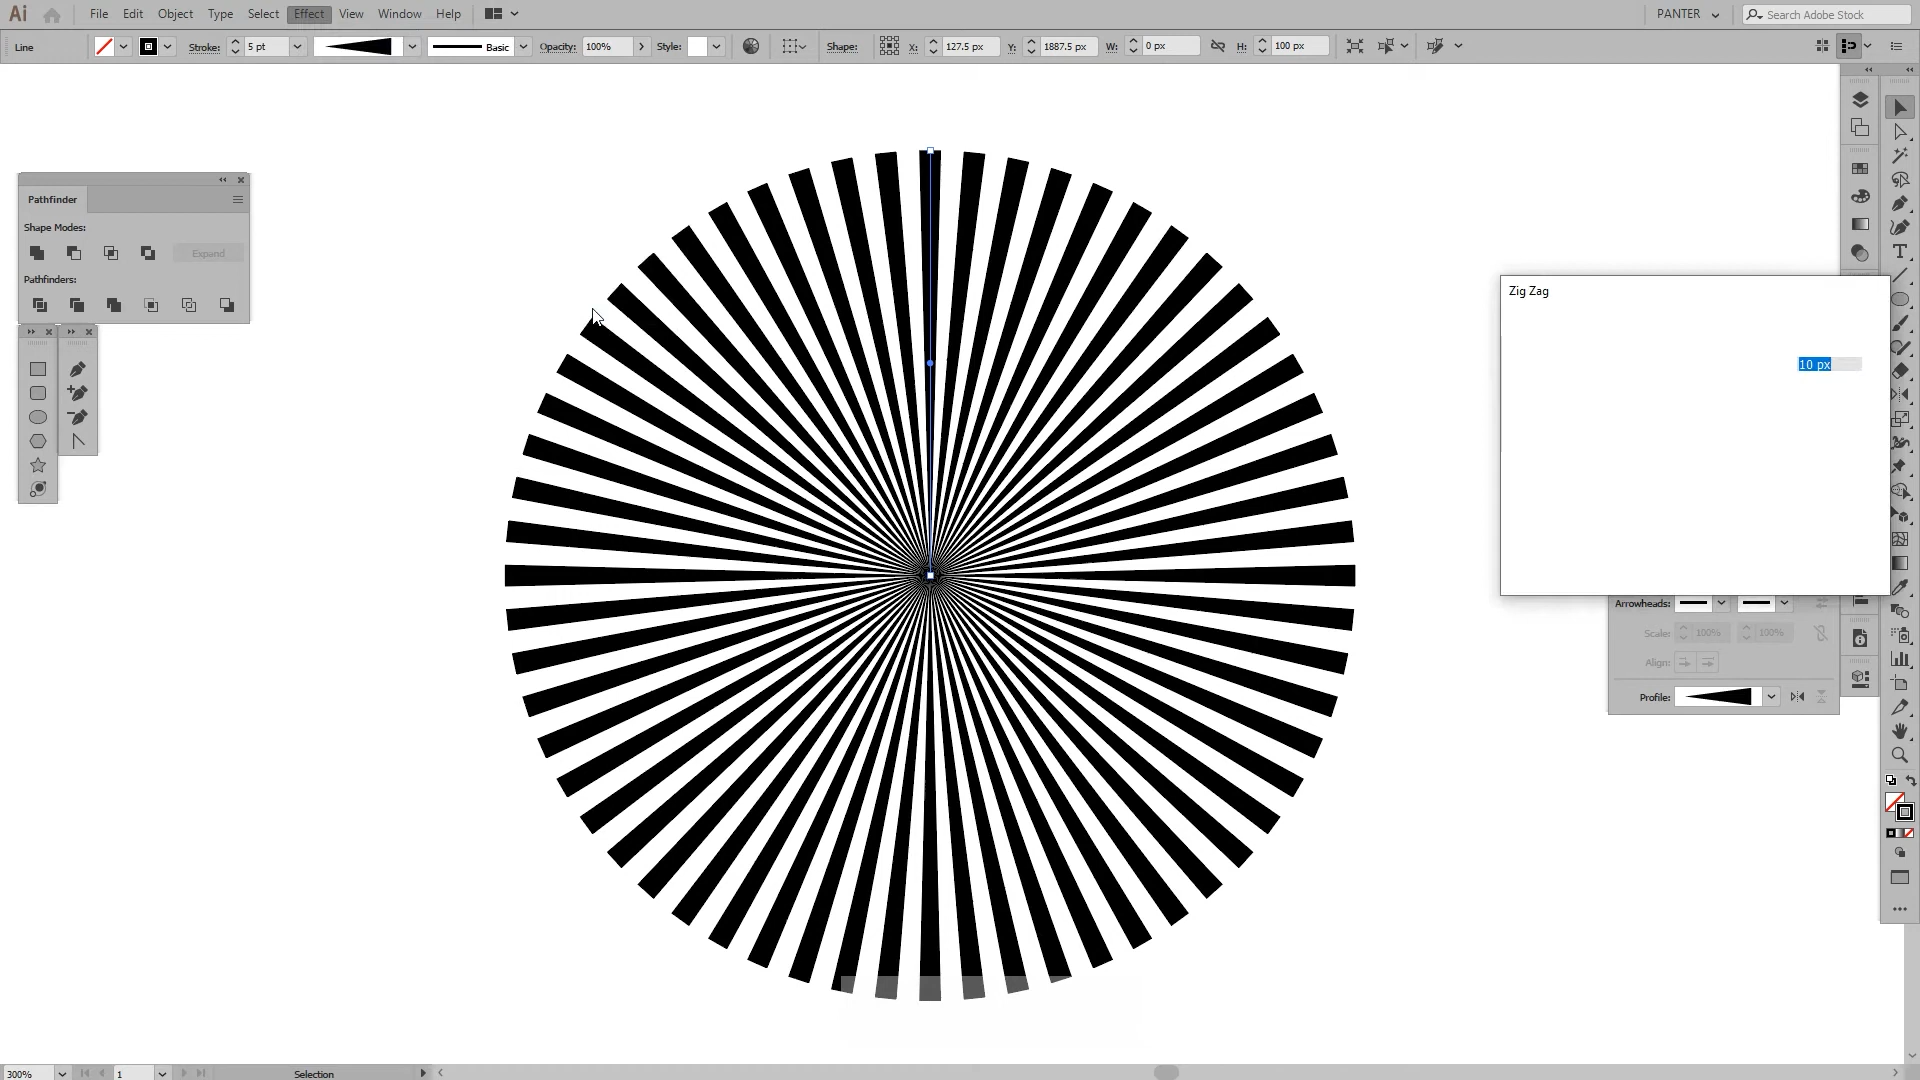 Ai File Edit Object Type Select Effect View Window Help PANTER Search Adobe Stock
Line Stroke: 5 pt Basic Opacity: 100% Style: Shape: X: 127.5 px Y: 1887.5 px W: 0 px H: 100 px
Pathfinder
Shape Modes:
Expand
Pathfinders:
Zig Zag
10 px
Arrowheads:
Scale: 100% 100%
Align:
Profile:
300% 1 Selection